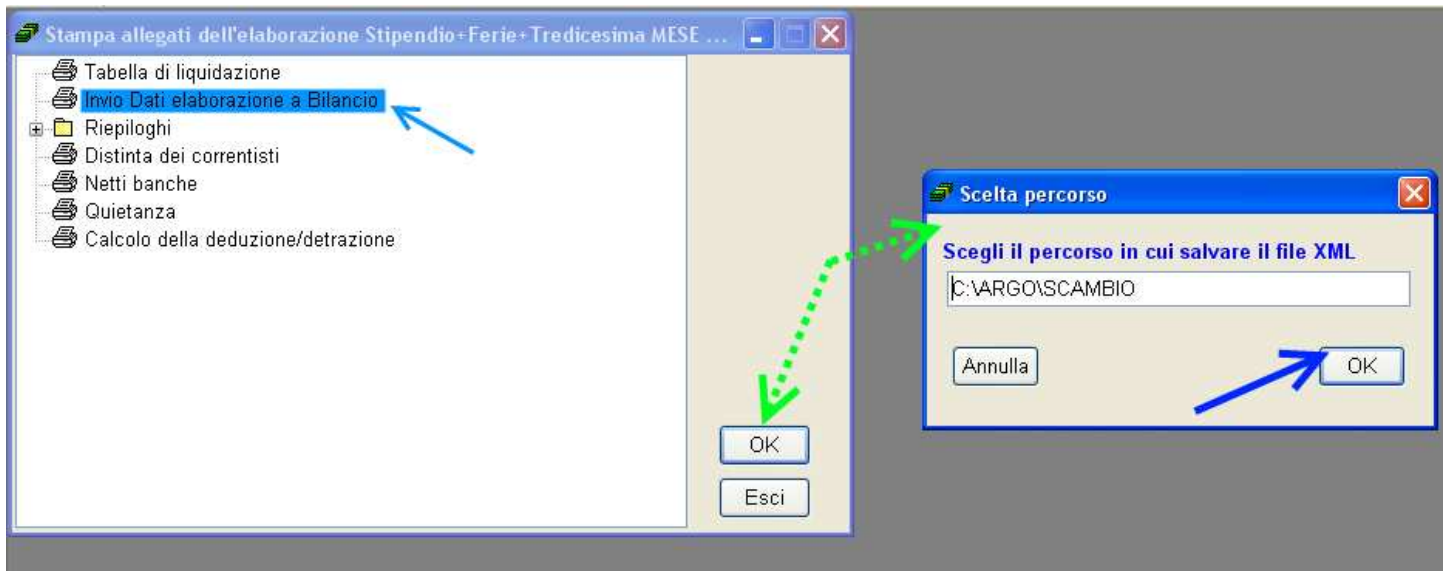 Stampa allegati dell'elaborazione Stipendio+Ferie+Tredicesima MESE ...
Tabella di liquidazione
Invio Dati elaborazione a Bilancio
Riepiloghi
Distinta dei correntisti
Netti banche
Quietanza
Calcolo della deduzione/detrazione
OK
Esci
Scelta percorso
Scegli il percorso in cui salvare il file XML
C:\ARGO\SCAMBIO
Annulla
OK